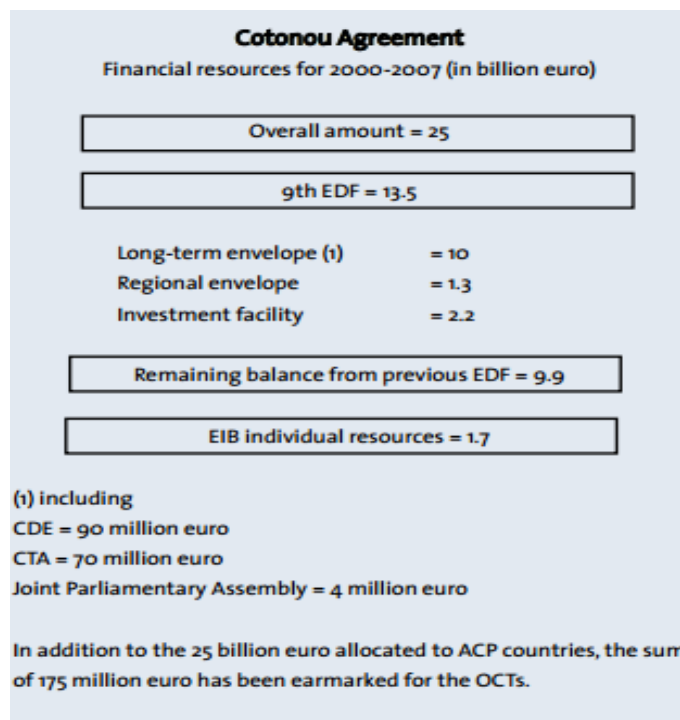 Cotonou Agreement
Financial resources for 2000-2007 (in billion euro)
Overall amount = 25
9th EDF = 13.5
Long-term envelope (1) = 10
Regional envelope = 1.3
Investment facility = 2.2
Remaining balance from previous EDF = 9.9
EIB individual resources = 1.7
(1) including
CDE = 90 million euro
CTA = 70 million euro
Joint Parliamentary Assembly = 4 million euro
In addition to the 25 billion euro allocated to ACP countries, the sum
of 175 million euro has been earmarked for the OCTs.